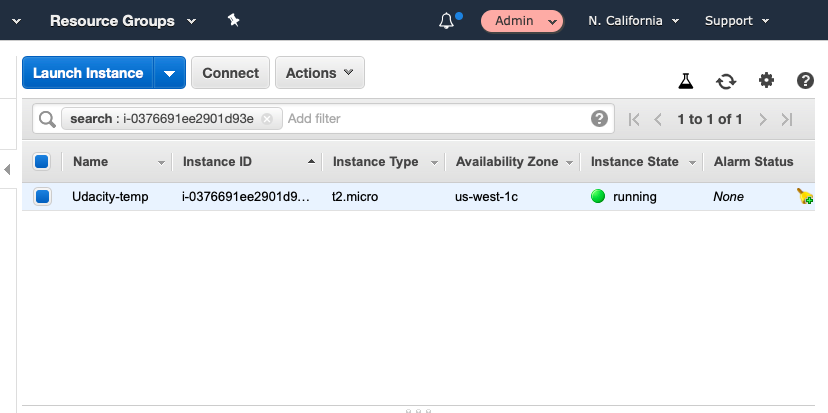 Resource Groups Admin N. California Support
Launch Instance Connect Actions
search : i-0376691ee2901d93e Add filter 1 to 1 of 1
Name Instance ID Instance Type Availability Zone Instance State Alarm Status
Udacity-temp i-0376691ee2901d9... t2.micro us-west-1c running None